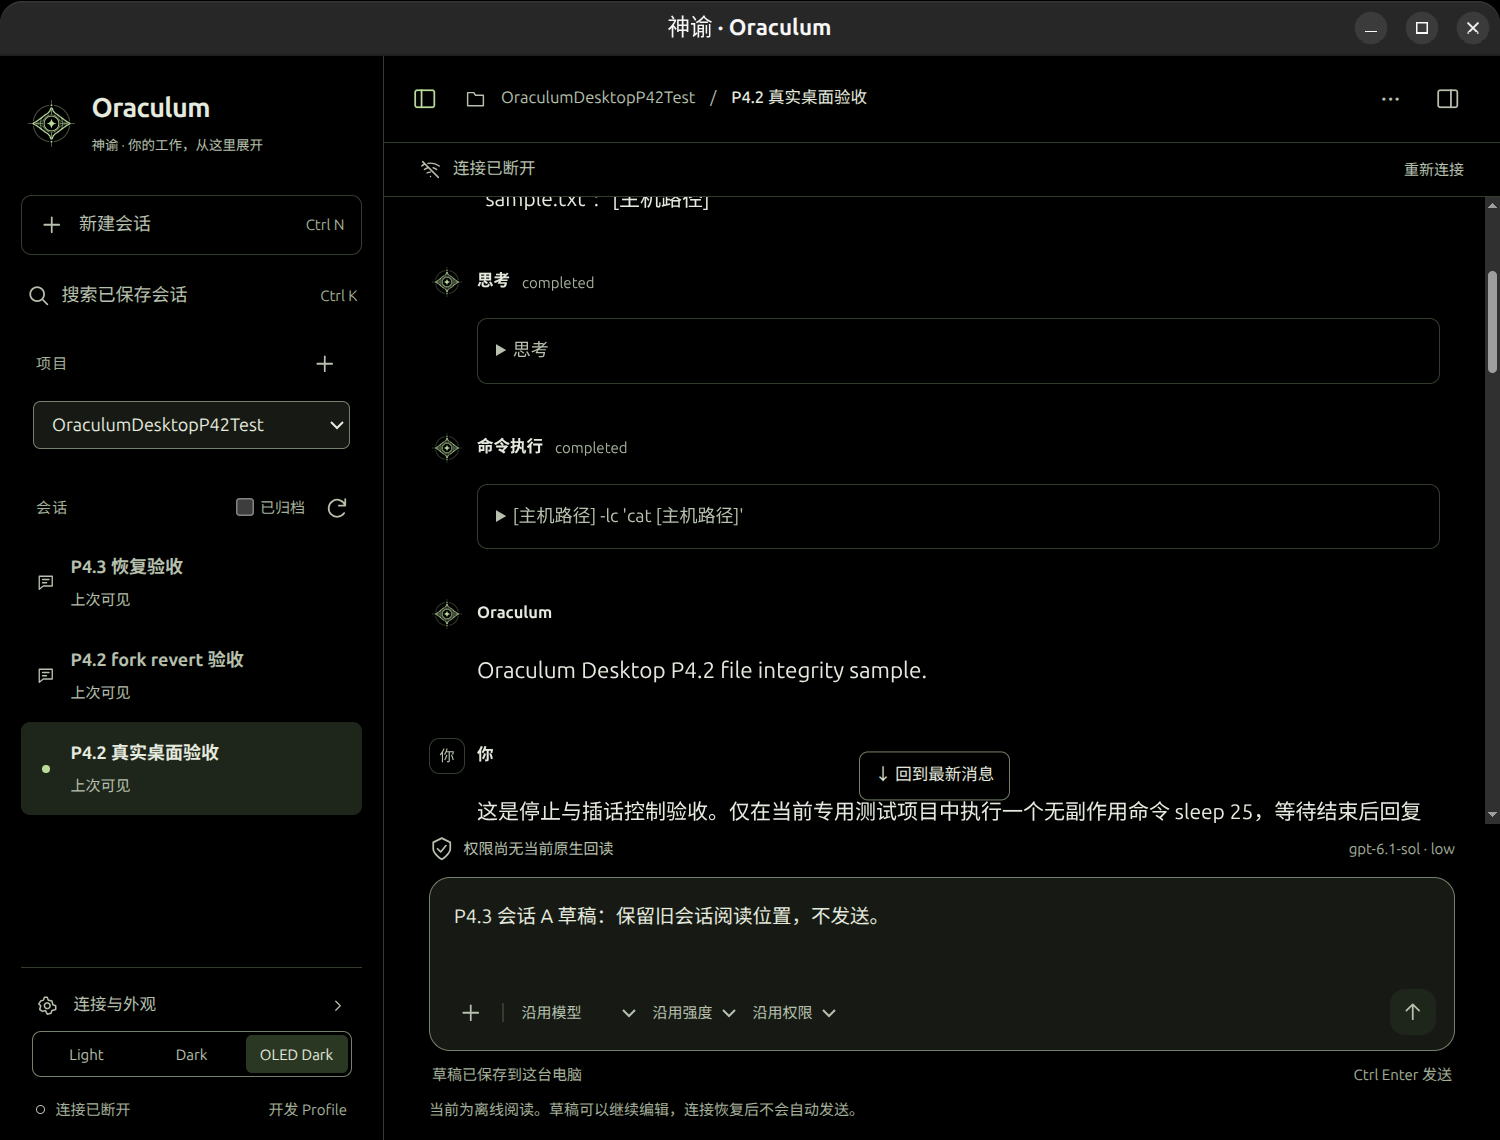 神谕 · Oraculum
Oraculum
神谕 · 你的工作，从这里展开
新建会话 Ctrl N
搜索已保存会话 Ctrl K
项目
OraculumDesktopP42Test
会话 已归档
P4.3 恢复验收
上次可见
P4.2 fork revert 验收
上次可见
P4.2 真实桌面验收
上次可见
连接与外观
Light Dark OLED Dark
连接已断开 开发 Profile
OraculumDesktopP42Test / P4.2 真实桌面验收
连接已断开 重新连接
sample.txt`: [主机路径]
思考 completed
▶ 思考
命令执行 completed
▶ [主机路径] -lc 'cat [主机路径]'
Oraculum
Oraculum Desktop P4.2 file integrity sample.
你 你
↓ 回到最新消息
这是停止与插话控制验收。仅在当前专用测试项目中执行一个无副作用命令 sleep 25，等待结束后回复
权限尚无当前原生回读 gpt-6.1-sol · low
P4.3 会话 A 草稿：保留旧会话阅读位置，不发送。
沿用模型 沿用强度 沿用权限
草稿已保存到这台电脑 Ctrl Enter 发送
当前为离线阅读。草稿可以继续编辑，连接恢复后不会自动发送。